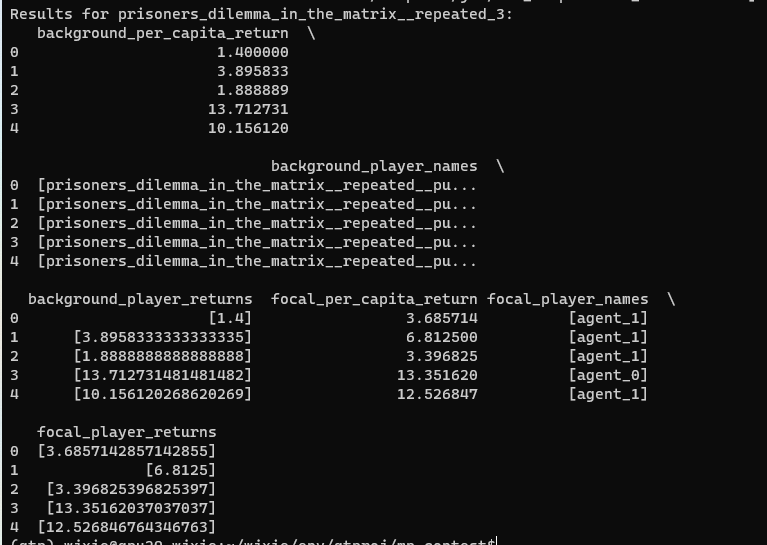 Results for prisoners_dilemma_in_the_matrix__repeated_3:
   background_per_capita_return  \
0                      1.400000
1                      3.895833
2                      1.888889
3                     13.712731
4                     10.156120

                             background_player_names  \
0  [prisoners_dilemma_in_the_matrix__repeated__pu...
1  [prisoners_dilemma_in_the_matrix__repeated__pu...
2  [prisoners_dilemma_in_the_matrix__repeated__pu...
3  [prisoners_dilemma_in_the_matrix__repeated__pu...
4  [prisoners_dilemma_in_the_matrix__repeated__pu...

  background_player_returns  focal_per_capita_return focal_player_names  \
0                     [1.4]                 3.685714          [agent_1]
1      [3.8958333333333335]                 6.812500          [agent_1]
2      [1.8888888888888888]                 3.396825          [agent_1]
3      [13.712731481481482]                13.351620          [agent_0]
4      [10.156120268620269]                12.526847          [agent_1]

   focal_player_returns
0  [3.6857142857142855]
1              [6.8125]
2   [3.396825396825397]
3   [13.35162037037037]
4  [12.526846764346763]